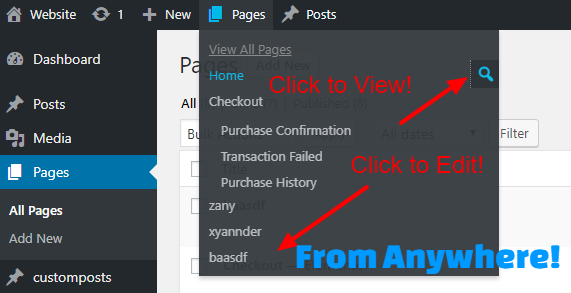 Website 1 New Pages Posts
Dashboard
Posts
Media
Pages
All Pages
Add New
customposts
Pages Add New
View All Pages
Home
Checkout
Purchase Confirmation
Transaction Failed
Purchase History
zany
xyannder
baasdf
Click to View!
Click to Edit!
From Anywhere!
All
Published
All dates
Filter
Title
Checkout